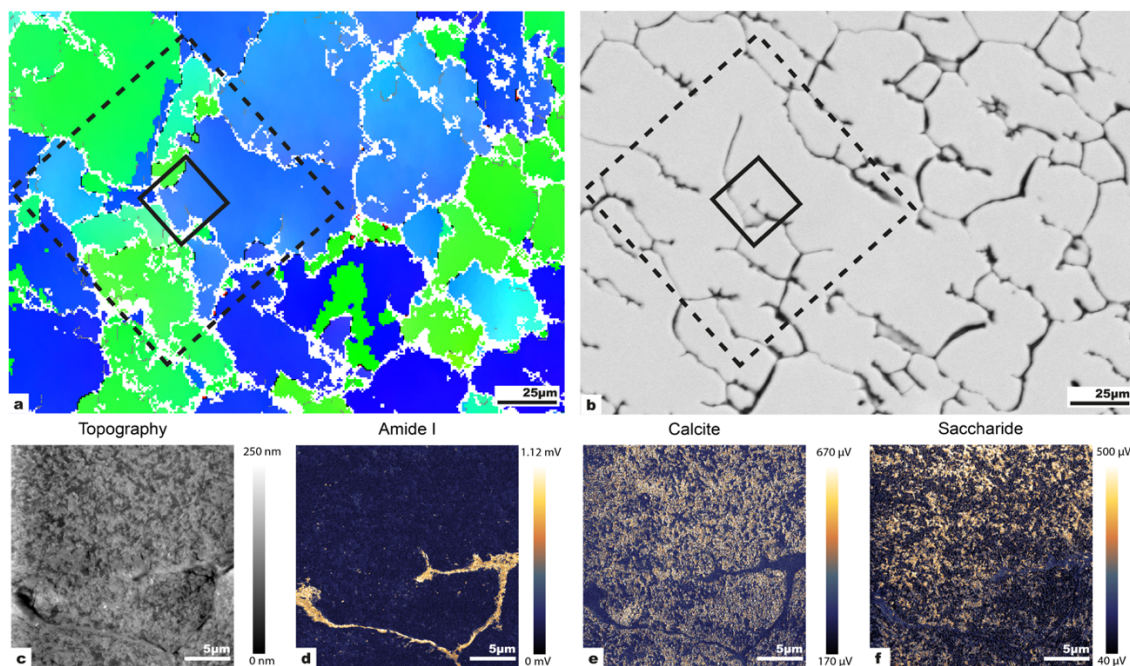 a
25µm
b
25µm
Topography
Amide I
Calcite
Saccharide
250 nm
0 nm
c
5µm
1.12 mV
0 mV
d
5µm
670 µV
170 µV
e
5µm
500 µV
40 µV
f
5µm